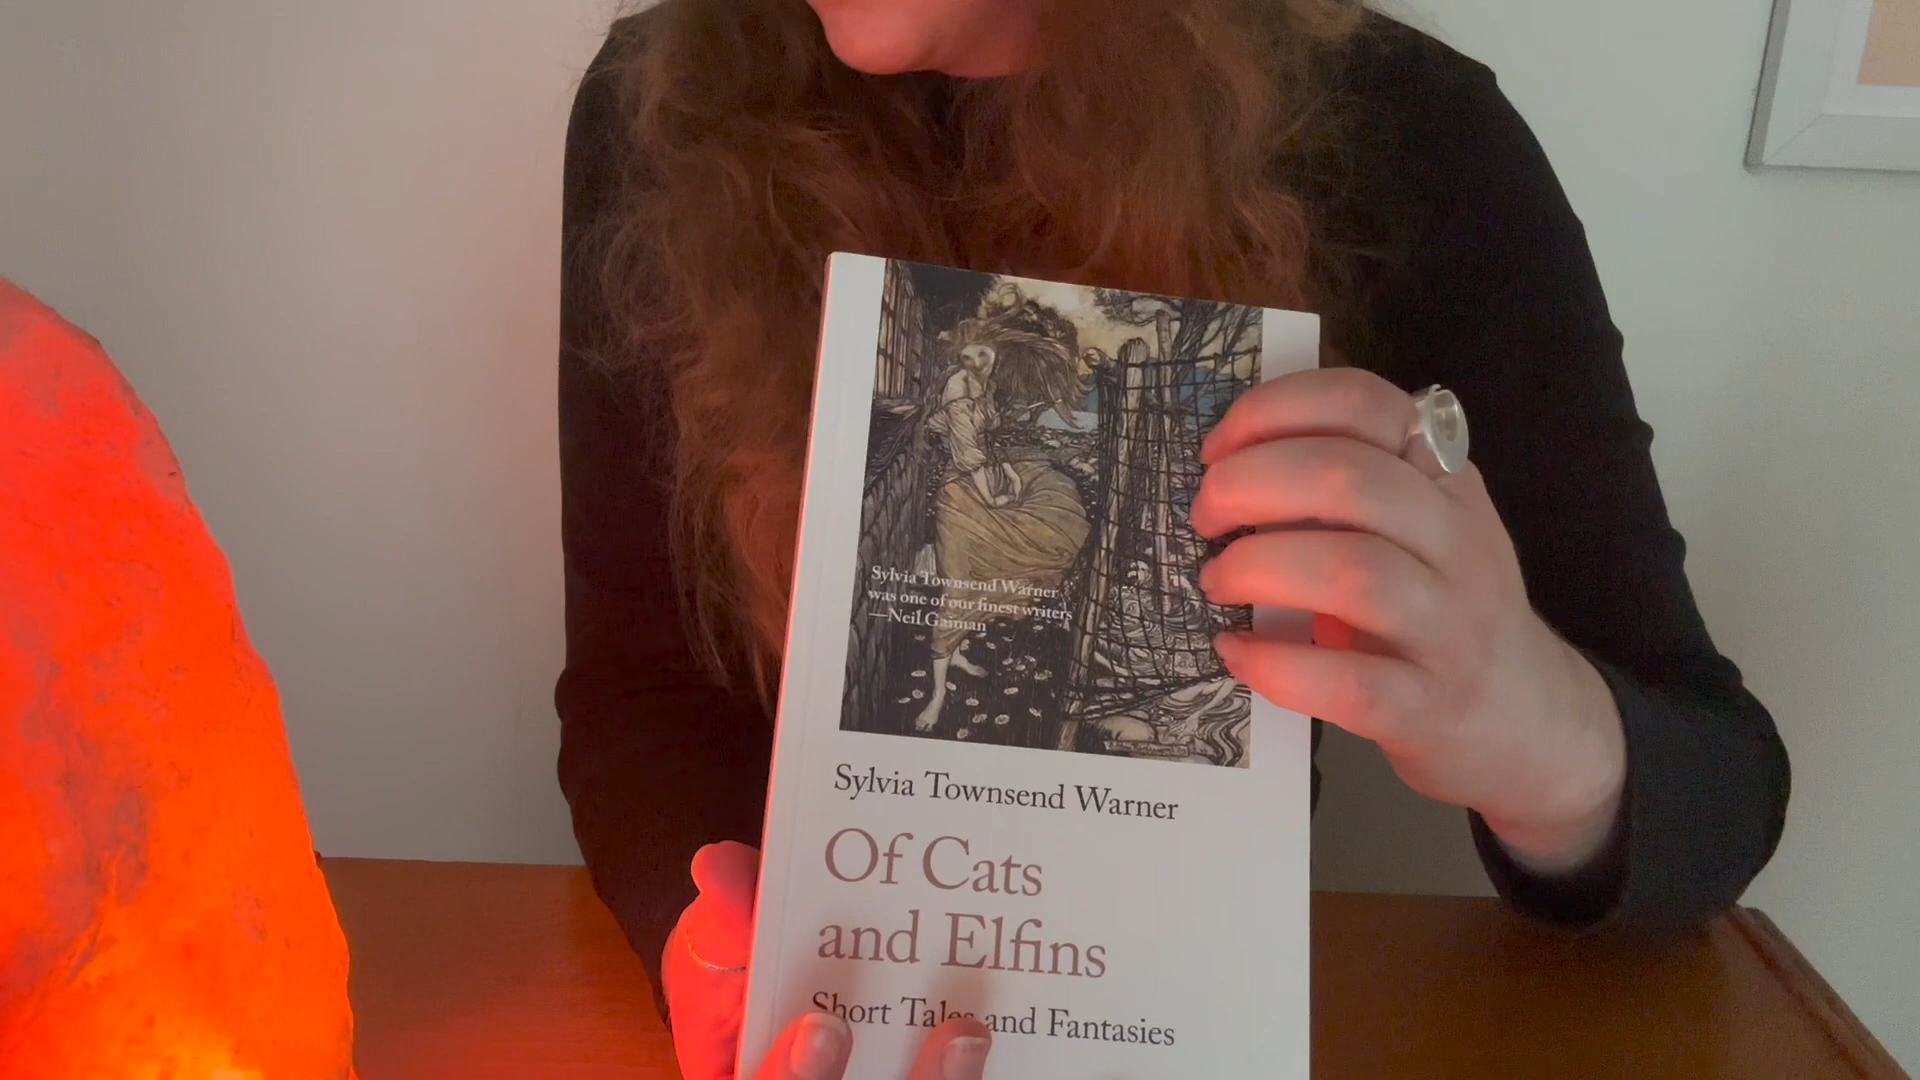 Sylvia Townsend Warner
was one of our finest writers
—Neil Gaiman
Sylvia Townsend Warner
Of Cats
and Elfins
Short Tales and Fantasies